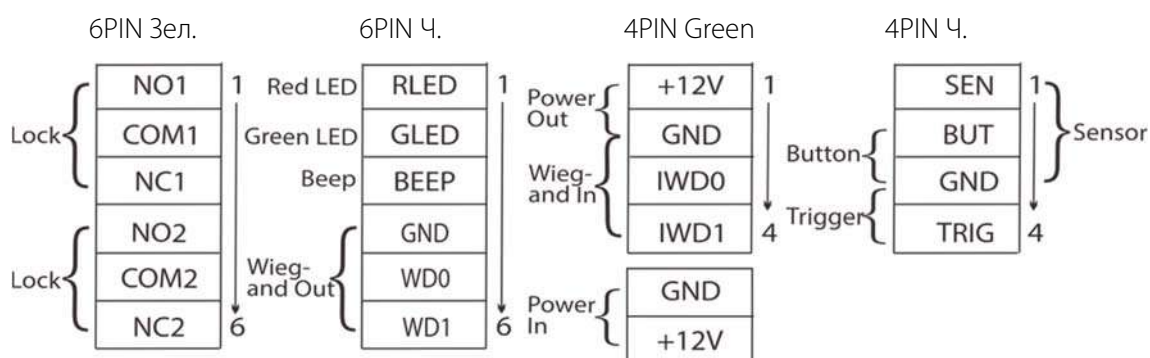 6PIN Зел. 6PIN Ч. 4PIN Green 4PIN Ч.
NO1 1 Red LED RLED 1 +12V 1 SEN 1
Power Out
Lock COM1 Green LED GLED GND BUT Sensor
Button
NC1 Beep BEEP Wieg-and In IWD0 GND
NO2 GND IWD1 4 Trigger TRIG 4
Lock COM2 Wieg-and Out WD0 GND
Power In
NC2 6 WD1 6 +12V